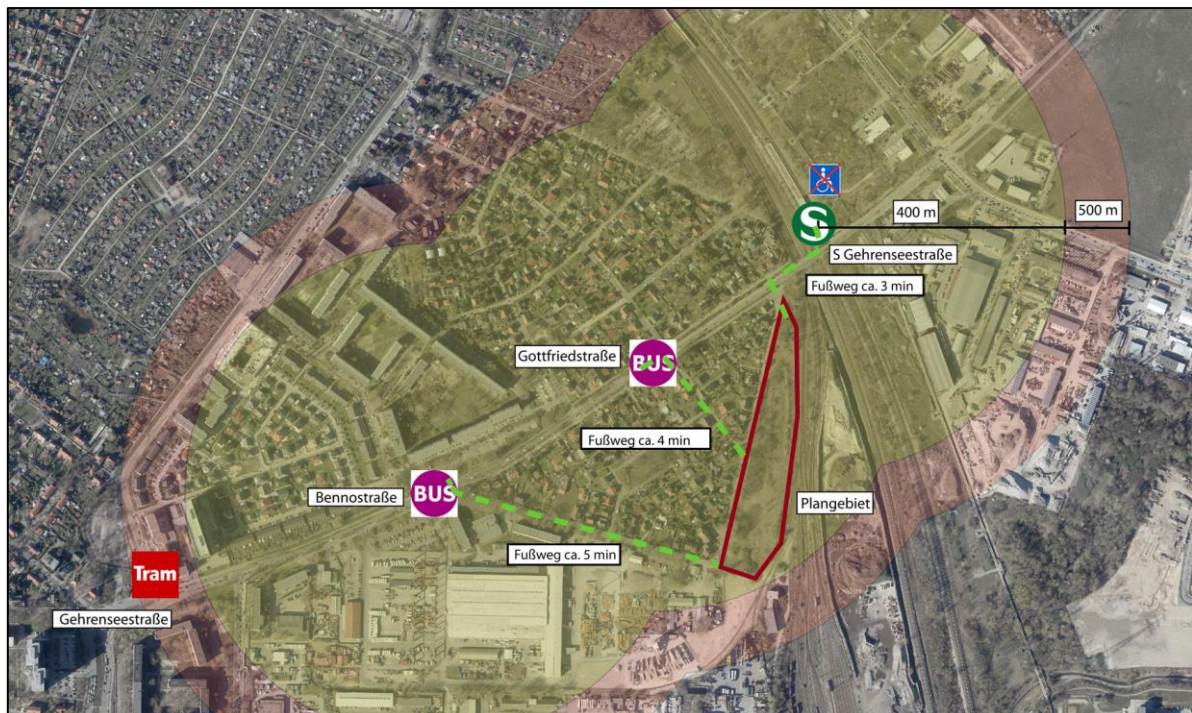 S
400 m
500 m
S Gehrenseestraße
Fußweg ca. 3 min
Gottfriedstraße
BUS
Fußweg ca. 4 min
Bennostraße
BUS
Plangebiet
Fußweg ca. 5 min
Tram
Gehrenseestraße